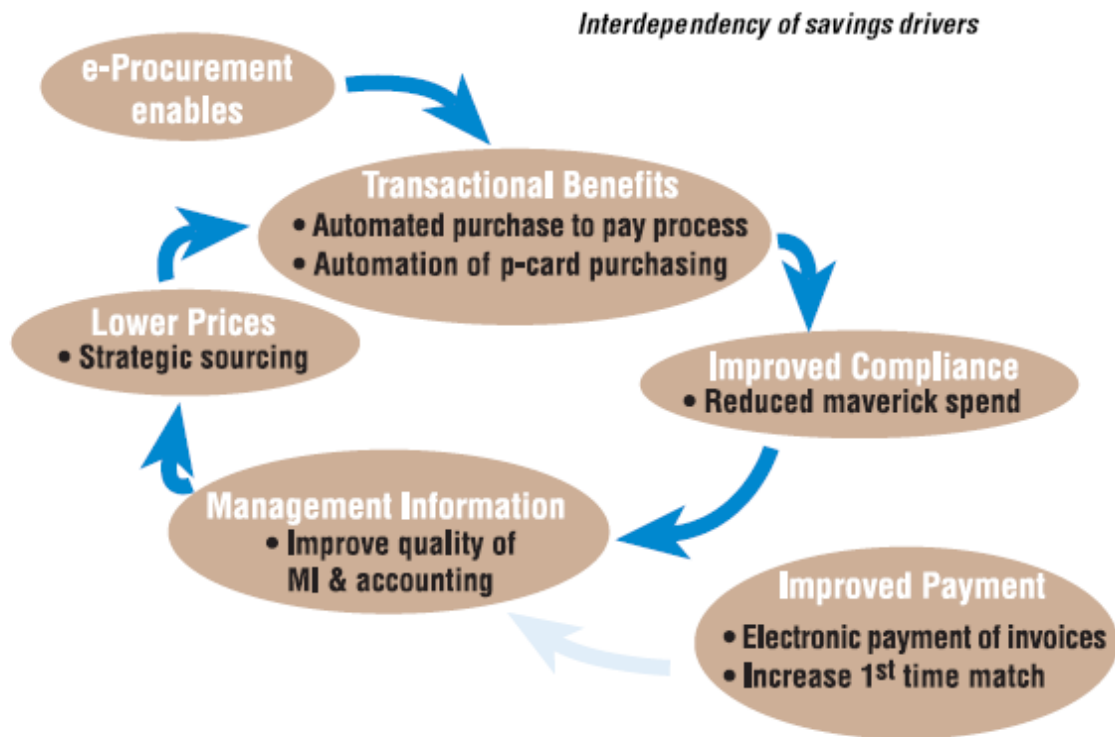 Interdependency of savings drivers
e-Procurement
enables
Transactional Benefits
• Automated purchase to pay process
• Automation of p-card purchasing
Lower Prices
• Strategic sourcing
Improved Compliance
• Reduced maverick spend
Management Information
• Improve quality of
MI & accounting
Improved Payment
• Electronic payment of invoices
• Increase 1st time match